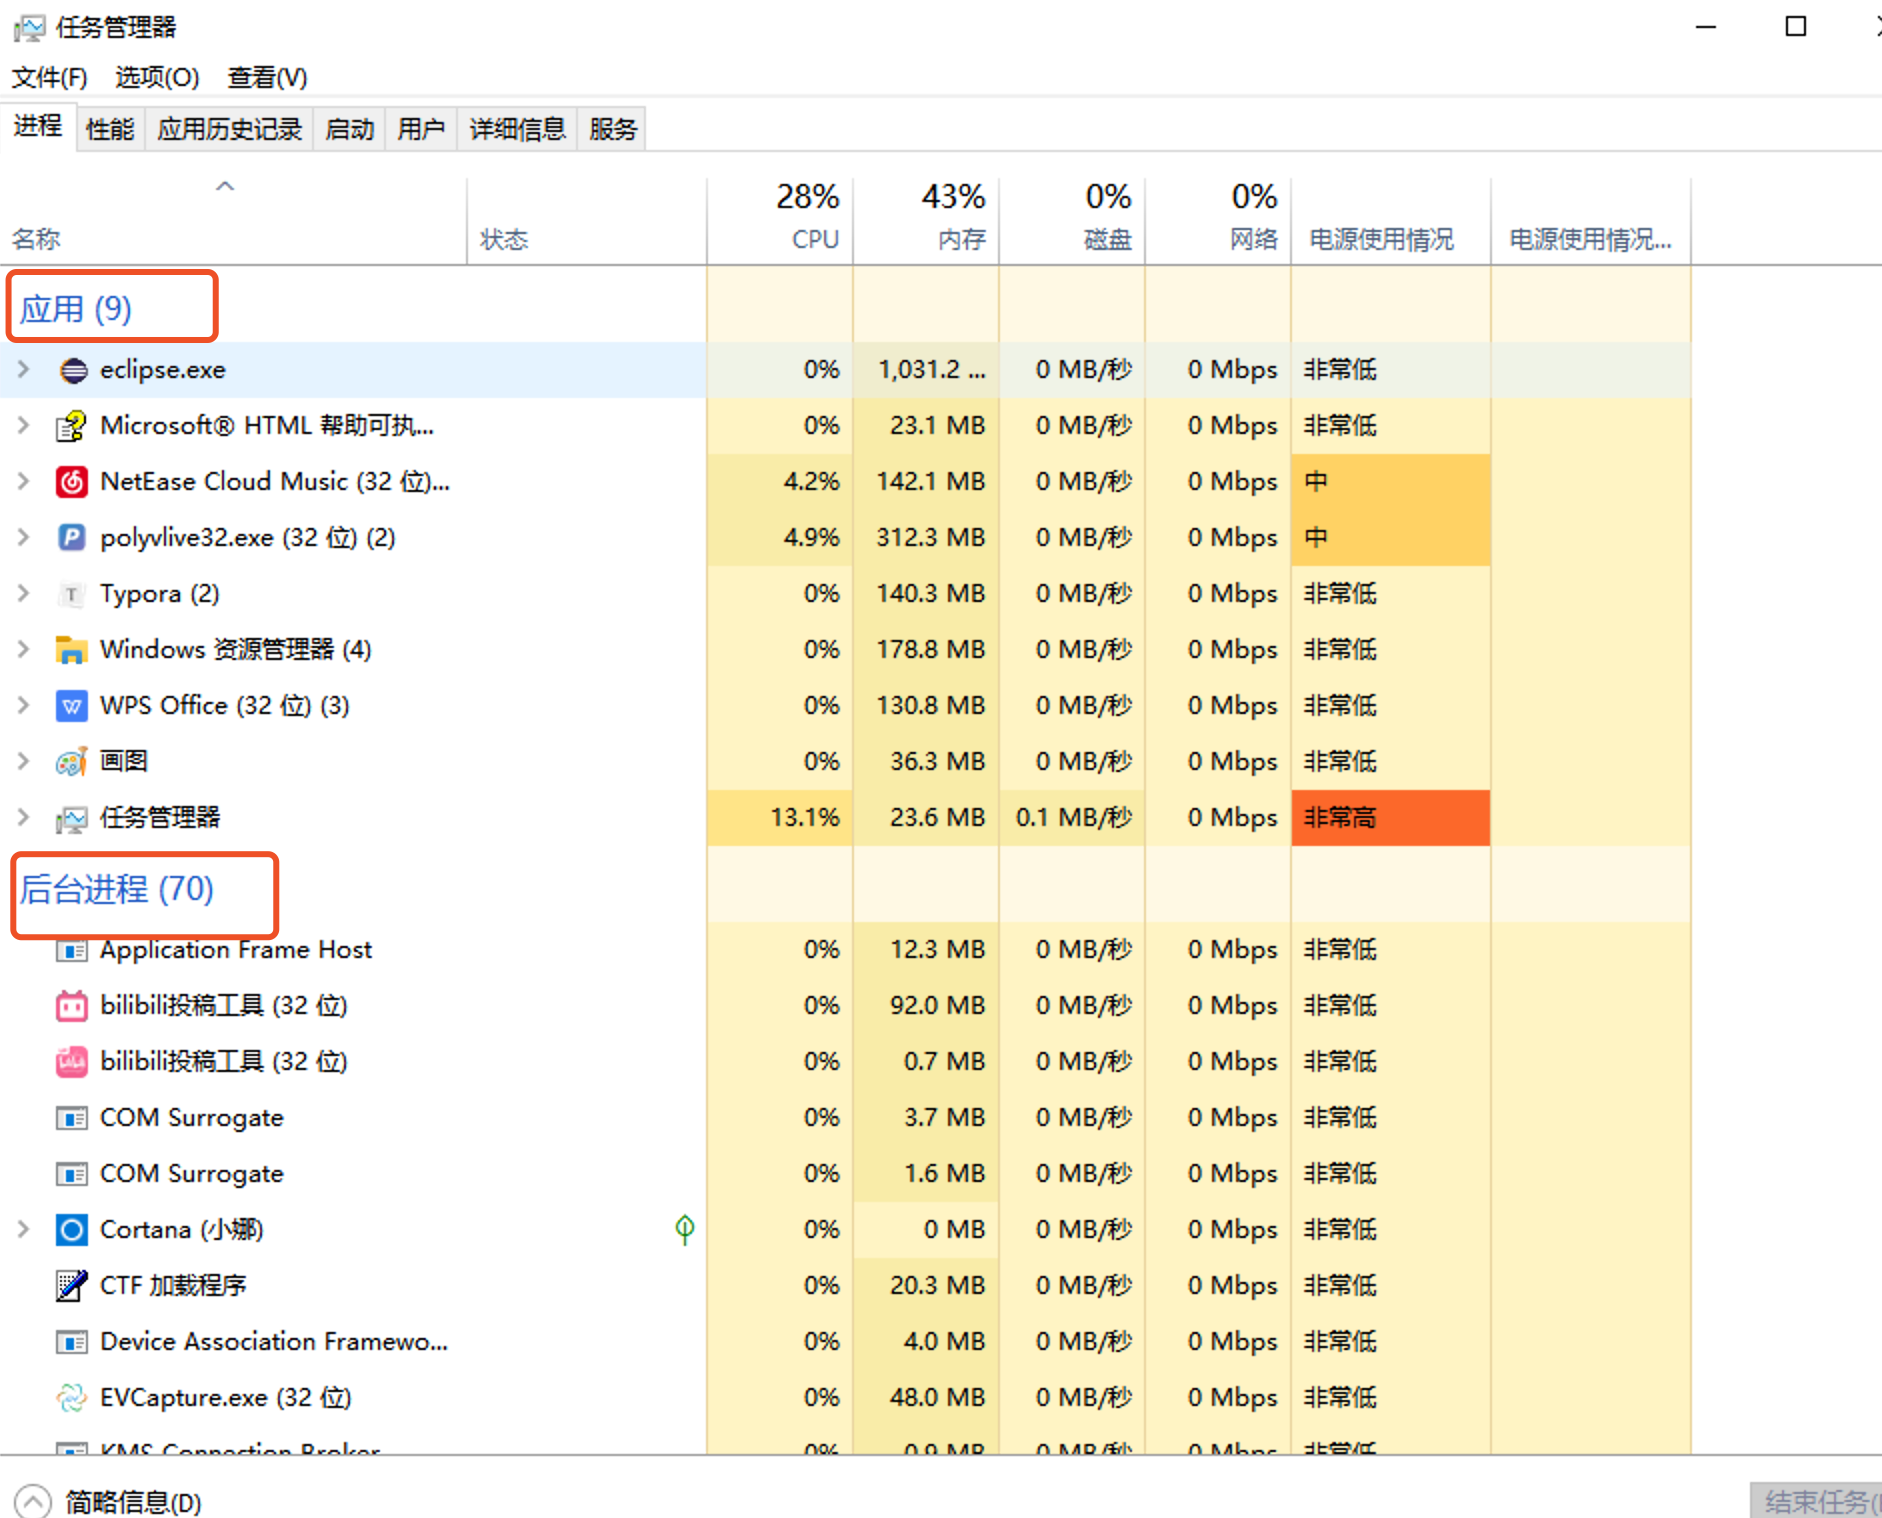 任务管理器
文件(F) 选项(O) 查看(V)
进程 性能 应用历史记录 启动 用户 详细信息 服务
28% 43% 0% 0%
名称 状态 CPU 内存 磁盘 网络 电源使用情况 电源使用情况...
应用 (9)
eclipse.exe 0% 1,031.2 ... 0 MB/秒 0 Mbps 非常低
Microsoft® HTML 帮助可执... 0% 23.1 MB 0 MB/秒 0 Mbps 非常低
NetEase Cloud Music (32 位)... 4.2% 142.1 MB 0 MB/秒 0 Mbps 中
polyvlive32.exe (32 位) (2) 4.9% 312.3 MB 0 MB/秒 0 Mbps 中
Typora (2) 0% 140.3 MB 0 MB/秒 0 Mbps 非常低
Windows 资源管理器 (4) 0% 178.8 MB 0 MB/秒 0 Mbps 非常低
WPS Office (32 位) (3) 0% 130.8 MB 0 MB/秒 0 Mbps 非常低
画图 0% 36.3 MB 0 MB/秒 0 Mbps 非常低
任务管理器 13.1% 23.6 MB 0.1 MB/秒 0 Mbps 非常高
后台进程 (70)
Application Frame Host 0% 12.3 MB 0 MB/秒 0 Mbps 非常低
bilibili投稿工具 (32 位) 0% 92.0 MB 0 MB/秒 0 Mbps 非常低
bilibili投稿工具 (32 位) 0% 0.7 MB 0 MB/秒 0 Mbps 非常低
COM Surrogate 0% 3.7 MB 0 MB/秒 0 Mbps 非常低
COM Surrogate 0% 1.6 MB 0 MB/秒 0 Mbps 非常低
Cortana (小娜) 0% 0 MB 0 MB/秒 0 Mbps 非常低
CTF 加载程序 0% 20.3 MB 0 MB/秒 0 Mbps 非常低
Device Association Framewo... 0% 4.0 MB 0 MB/秒 0 Mbps 非常低
EVCapture.exe (32 位) 0% 48.0 MB 0 MB/秒 0 Mbps 非常低
KMS Connection Broker 0% 0.9 MB 0 MB/秒 0 Mbps 非常低
简略信息(D) 结束任务(